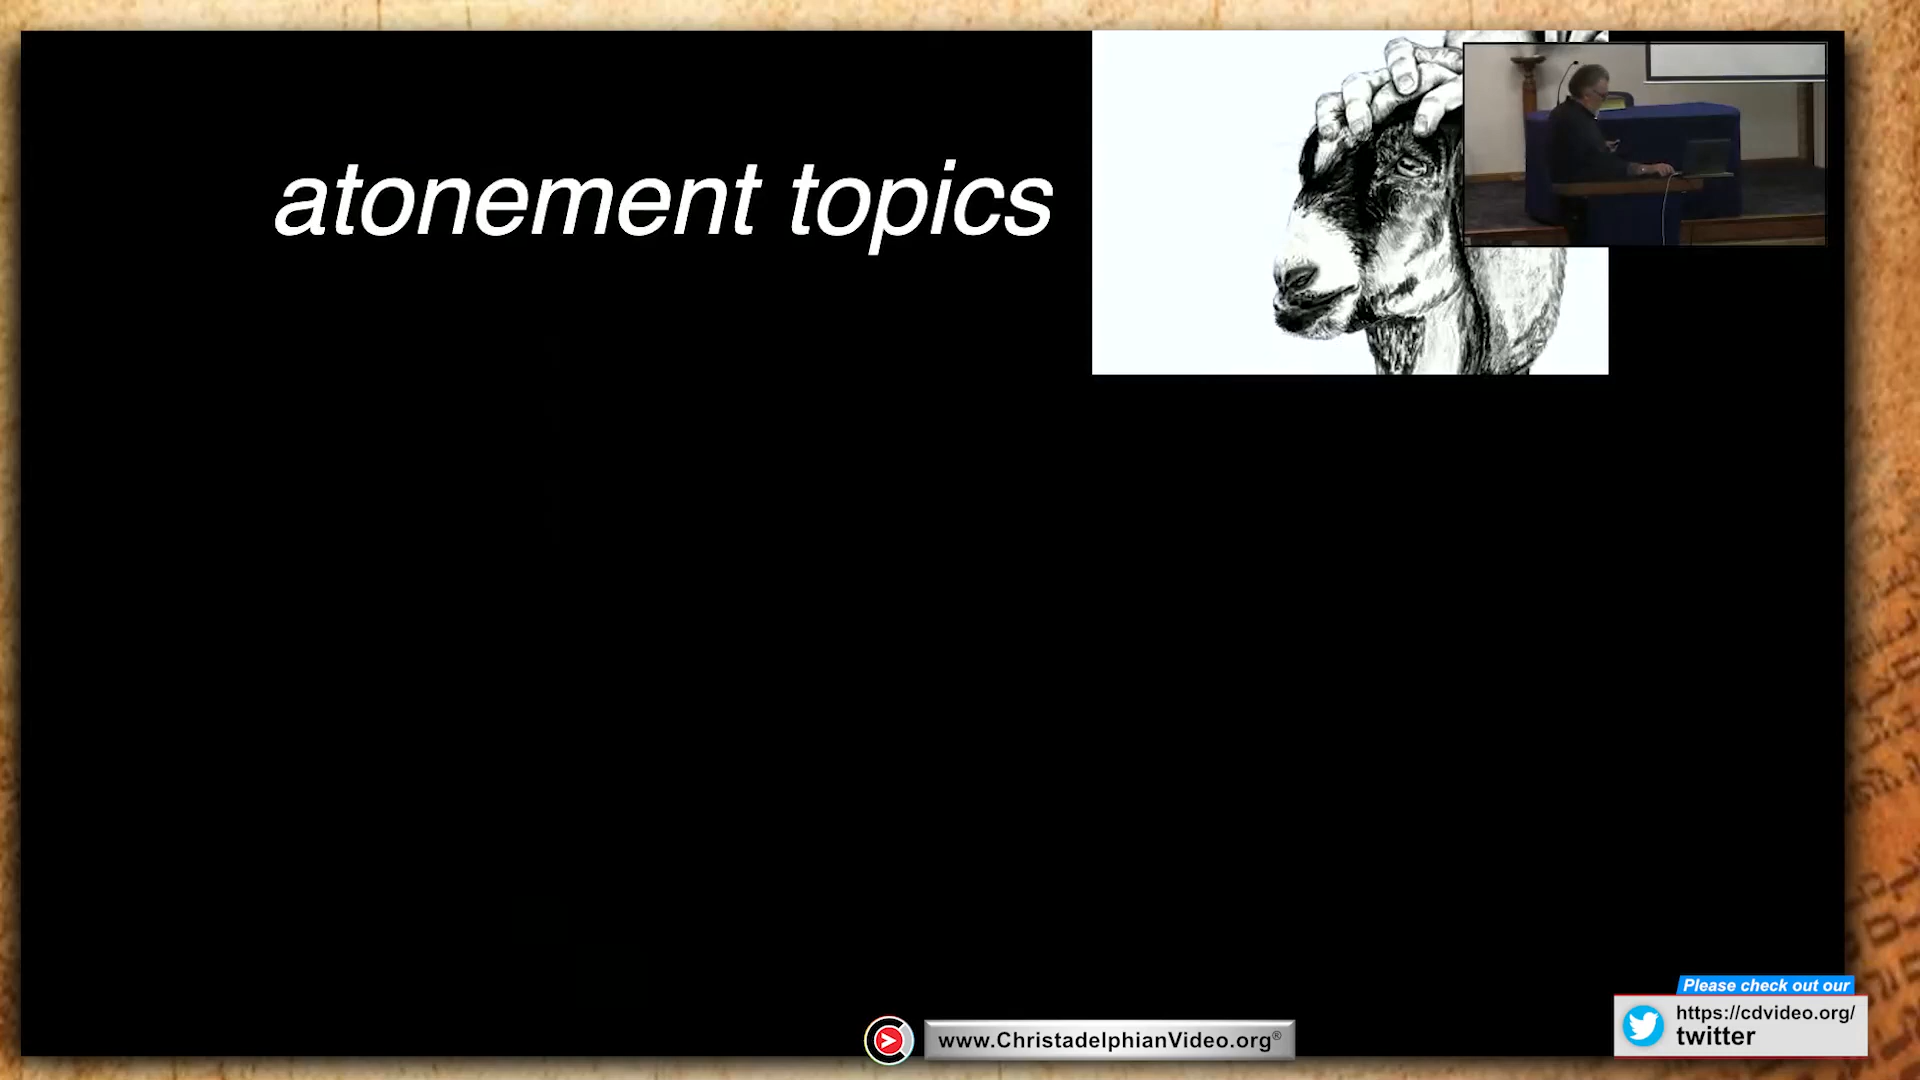 atonement topics
Please check out our
https://cdvideo.org/
twitter
www.ChristadelphianVideo.org®